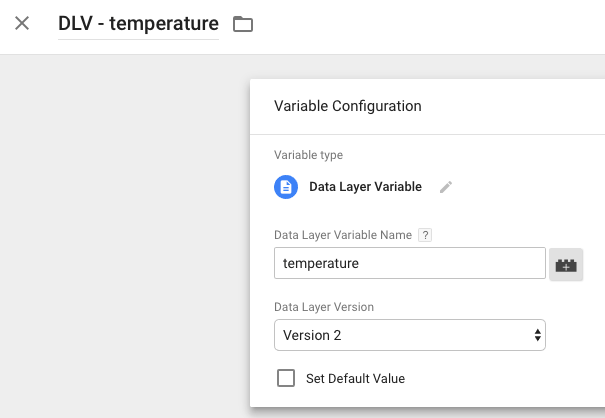 DLV - temperature
Variable Configuration
Variable type
Data Layer Variable
Data Layer Variable Name ?
temperature
Data Layer Version
Version 2
Set Default Value